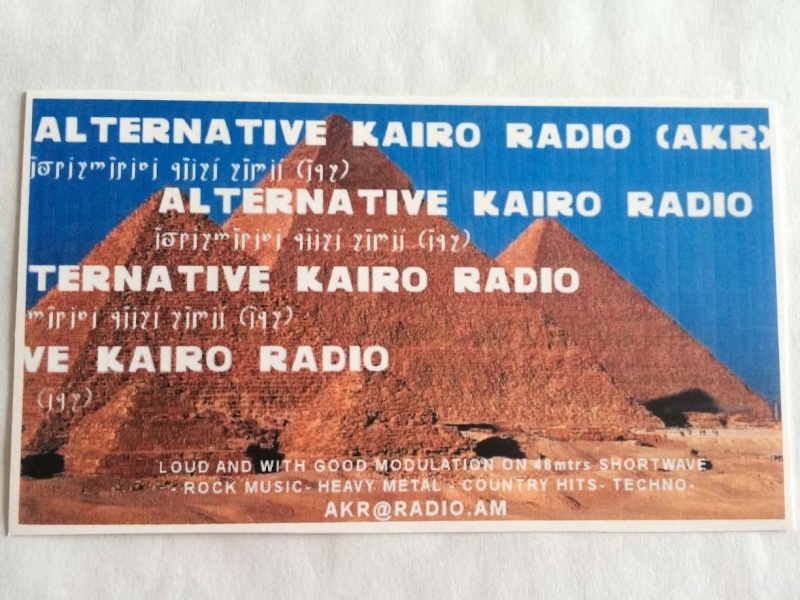 ALTERNATIVE KAIRO RADIO (AKR)
ALTERNATIVE KAIRO RADIO
TERNATIVE KAIRO RADIO
VE KAIRO RADIO
LOUD AND WITH GOOD MODULATION ON 48mtrs SHORTWAVE
- ROCK MUSIC- HEAVY METAL - COUNTRY HITS- TECHNO-
AKR@RADIO.AM